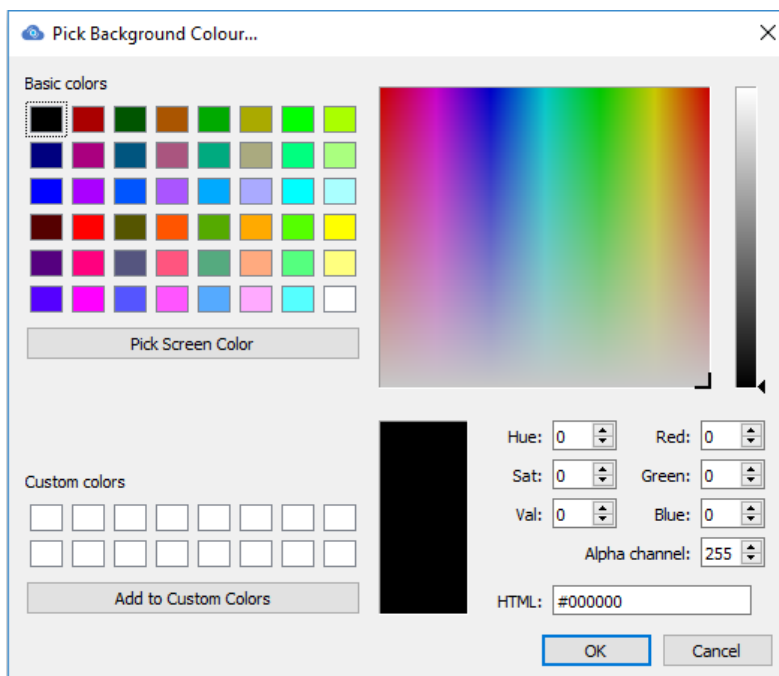 Pick Background Colour...
Basic colors
Pick Screen Color
Custom colors
Add to Custom Colors
Hue: 0 Red: 0
Sat: 0 Green: 0
Val: 0 Blue: 0
Alpha channel: 255
HTML: #000000
OK Cancel